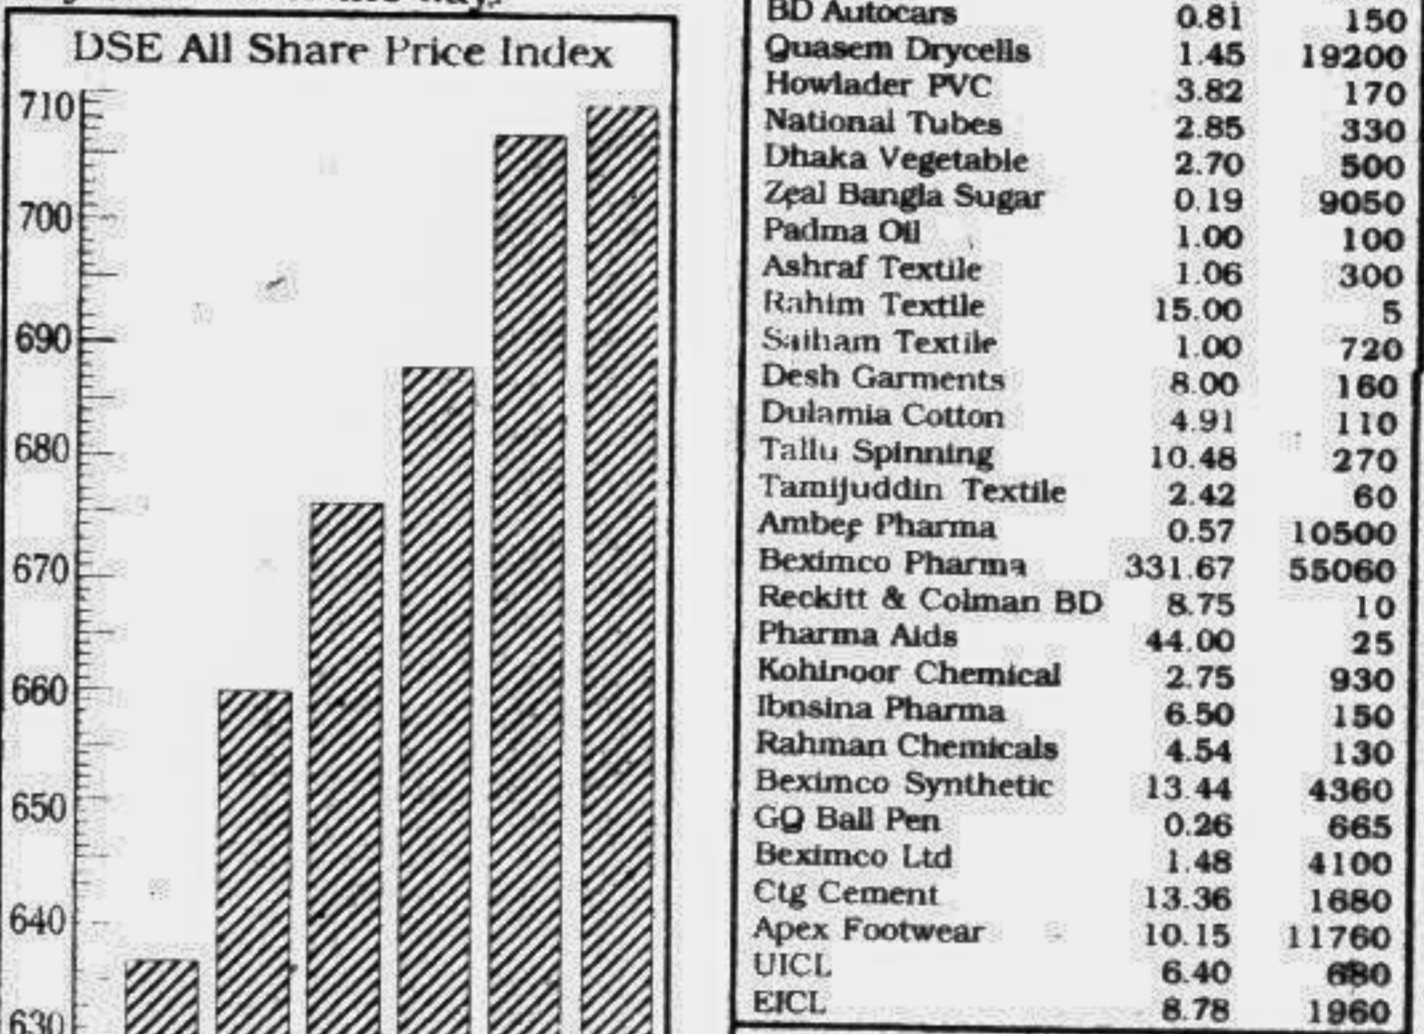 DSE All Share Price Index
710
700
690
680
670
660
650
640
630
BD Autocars 0.81 150
Quasem Drycells 1.45 19200
Howlader PVC 3.82 170
National Tubes 2.85 330
Dhaka Vegetable 2.70 500
Zeal Bangla Sugar 0.19 9050
Padma Oil 1.00 100
Ashraf Textile 1.06 300
Rahim Textile 15.00 5
Saiham Textile 1.00 720
Desh Garments 8.00 160
Dulamia Cotton 4.91 110
Tallu Spinning 10.48 270
Tamijuddin Textile 2.42 60
Ambee Pharma 0.57 10500
Beximco Pharma 331.67 55060
Reckitt & Colman BD 8.75 10
Pharma Aids 44.00 25
Kohinoor Chemical 2.75 930
Ibnsina Pharma 6.50 150
Rahman Chemicals 4.54 130
Beximco Synthetic 13.44 4360
GQ Ball Pen 0.26 665
Beximco Ltd 1.48 4100
Ctg Cement 13.36 1680
Apex Footwear 10.15 11760
UICL 6.40 680
EICL 8.78 1960